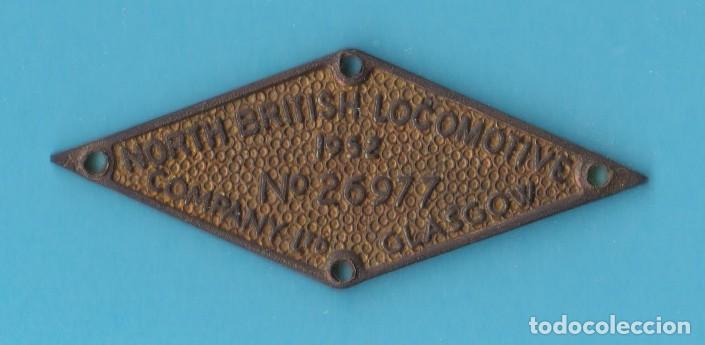 NORTH BRITISH LOCOMOTIVE
1952
No 26977
COMPANY LTD GLASGOW
todocoleccion